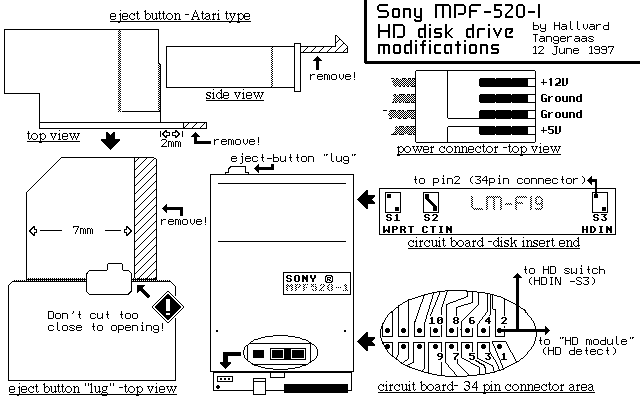 eject button -Atari type
Sony MPF-520-1
HD disk drive
modifications
by Hallvard
Tangeraas
12 June 1997
remove!
side view
top view
2mm
remove!
+12V
Ground
Ground
+5V
power connector -top view
eject-button "lug"
to pin2 (34pin connector)
remove!
7mm
S1
S2
LM-F19
S3
WPRT
CTIN
HDIN
circuit board -disk insert end
SONY ®
MPF520-1
Don't cut too
close to opening!
!
eject button "lug" -top view
to HD switch
(HDIN -S3)
10 8 6 4 2
9 7 5 3 1
to "HD module"
(HD detect)
circuit board- 34 pin connector area